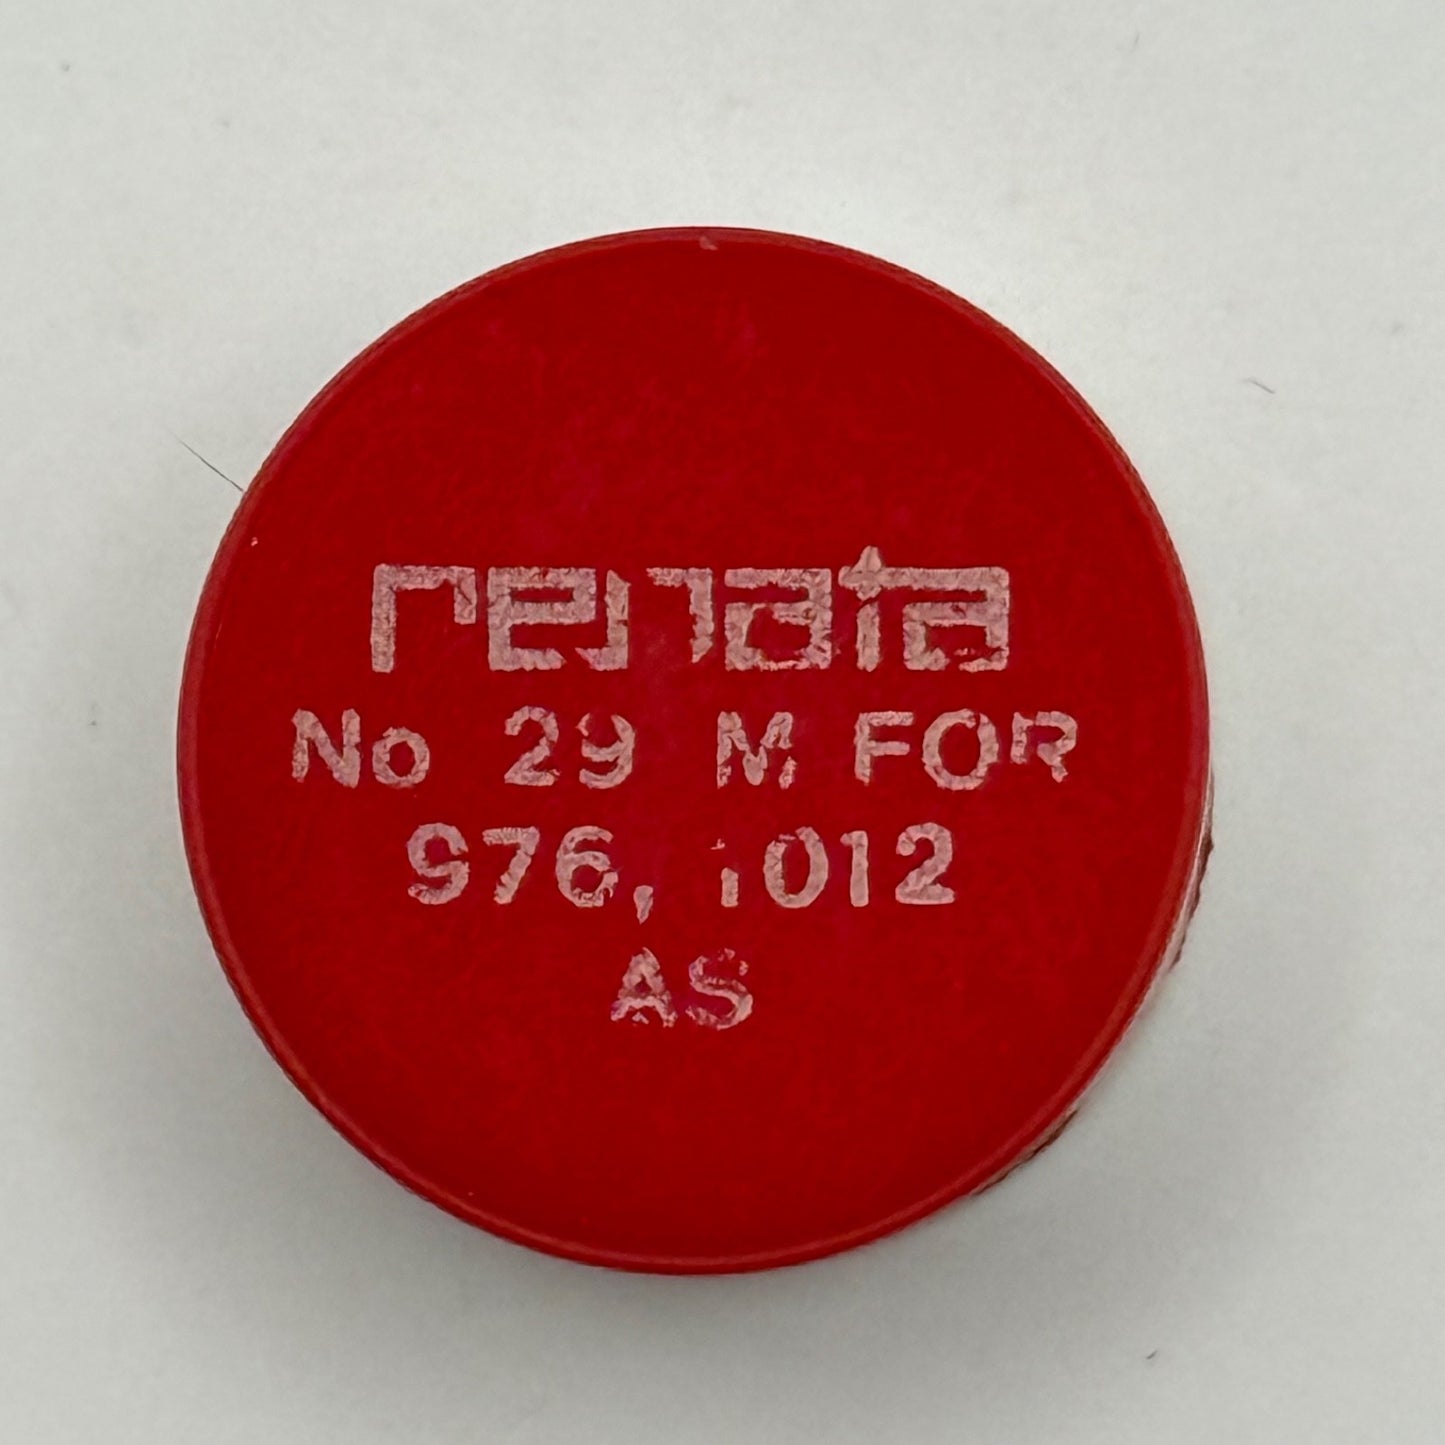 renata
No 29 M FOR
976, 1012
AS